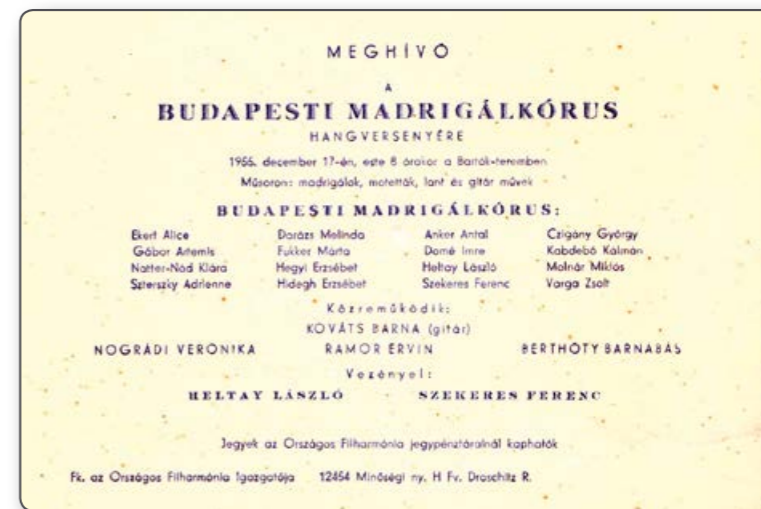 MEGHÍVÓ
A
BUDAPESTI MADRIGÁLKÓRUS
HANGVERSENYÉRE
1955. december 17-én, este 8 órakor a Bartók-teremben
Műsoron: madrigálok, motetták, lant és gitár művek
BUDAPESTI MADRIGÁLKÓRUS:
Ekert Alice Darázs Melinda Anker Antal Czigány György
Gábor Artemis Fukker Márta Domé Imre Kabdebó Kálmán
Natter-Nád Klára Hegyi Erzsébet Heltay László Molnár Miklós
Szterszky Adrienne Hidegh Erzsébet Szekeres Ferenc Varga Zsolt
Közreműködik:
KOVÁTS BARNA (gitár)
NOGRÁDI VERONIKA RAMOR ERVIN BERTHÓTY BARNABÁS
Vezényel:
HELTAY LÁSZLÓ SZEKERES FERENC
Jegyek az Országos Filharmónia jegypénztáralnál kaphatók
Fk. az Országos Filharmónia Igazgatója 12454 Minőségi ny. H Fv. Draschitz R.